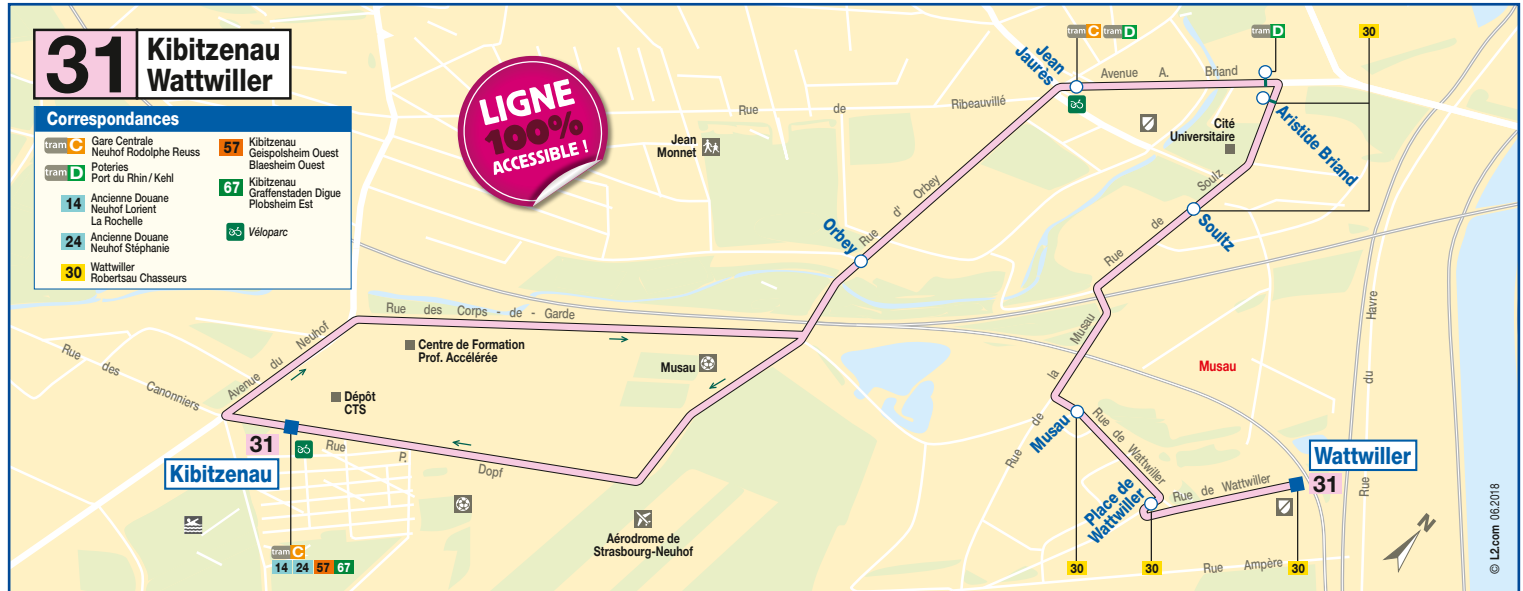 31
Kibitzenau
Wattwiller
Correspondances
tram C
Gare Centrale
Neuhof Rodolphe Reuss
tram D
Poteries
Port du Rhin / Kehl
14
Ancienne Douane
Neuhof Lorient
La Rochelle
24
Ancienne Douane
Neuhof Stéphanie
30
Wattwiller
Robertsau Chasseurs
57
Kibitzenau
Geispolsheim Ouest
Blaesheim Ouest
67
Kibitzenau
Graffenstaden Digue
Plobsheim Est
Véloparc
LIGNE
100%
ACCESSIBLE !
tram C tram D
tram D
30
Jean
Jaurès
Avenue A. Briand
Rue de Ribeauvillé
Jean
Monnet
Cité
Universitaire
Aristide Briand
Rue d' Orbey
Orbey
Rue de Soulz
Soultz
Rue des Corps - de - Garde
Centre de Formation
Prof. Accélérée
Musau
Avenue du Neuhof
Rue des Canonniers
Dépôt
CTS
31
Kibitzenau
Rue P. Dopf
tram C
14 24 57 67
Aérodrome de
Strasbourg-Neuhof
Rue de la Musau
Musau
Musau
Rue de Wattwiller
Place de
Wattwiller
Rue de Wattwiller
Wattwiller
31
Rue du Havre
Rue Ampère
30
30
30
N
© L2.com 06.2018